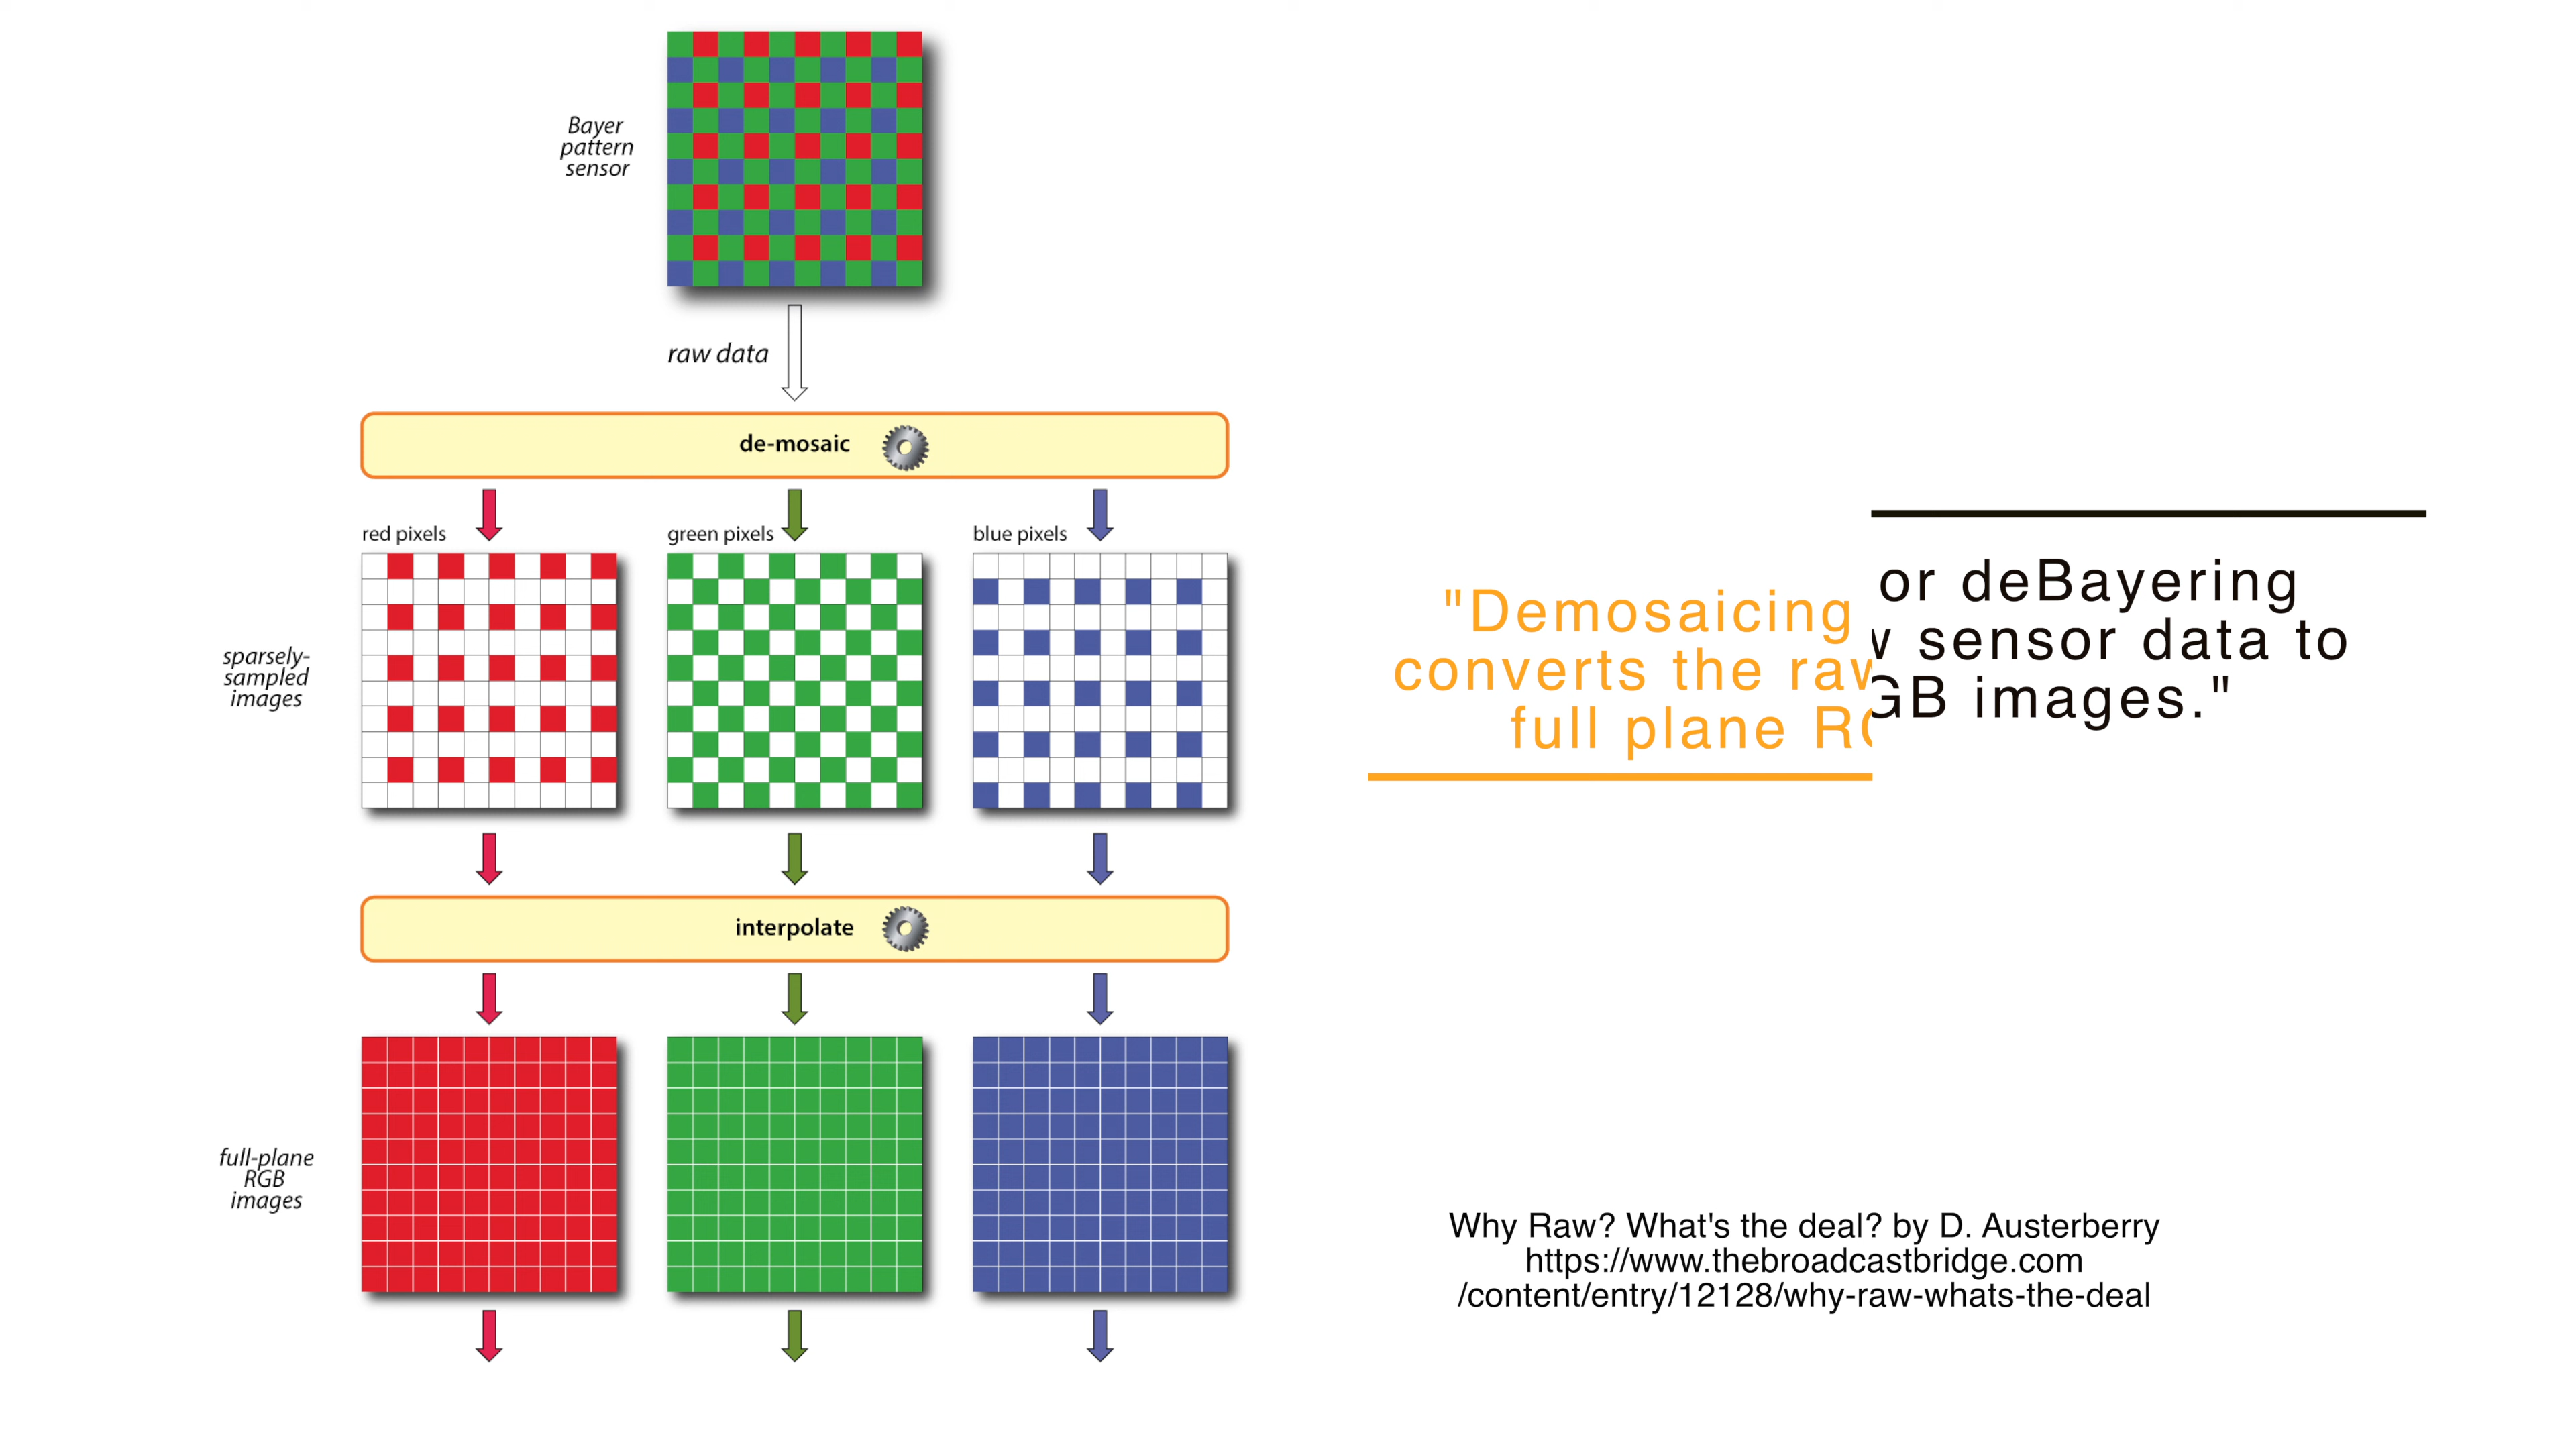 Bayer
pattern
sensor
raw data
de-mosaic
red pixels
green pixels
blue pixels
sparsely-
sampled
images
interpolate
full-plane
RGB
images
"Demosaicing or deBayering
converts the raw sensor data to
full plane RGB images."
Why Raw? What's the deal? by D. Austerberry
https://www.thebroadcastbridge.com
/content/entry/12128/why-raw-whats-the-deal